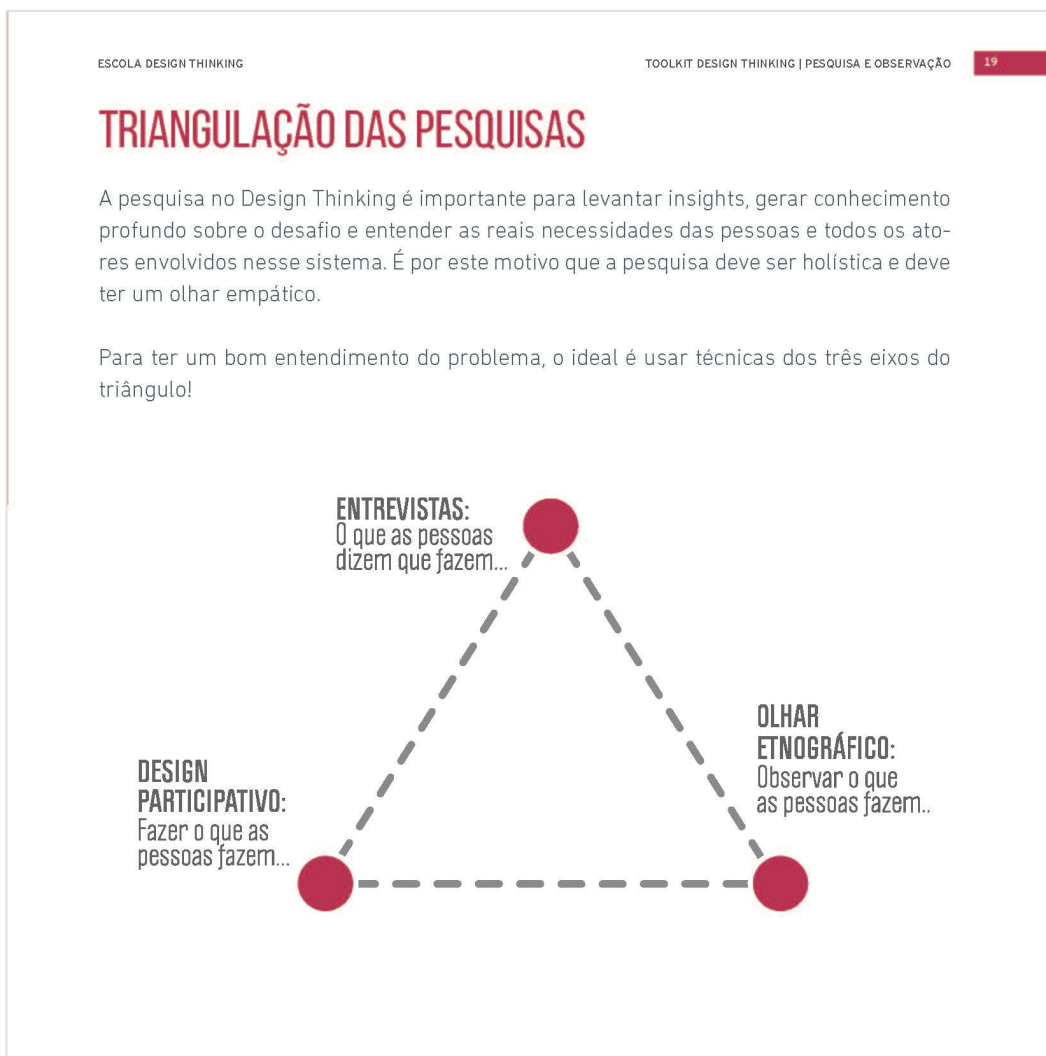 ESCOLA DESIGN THINKING
TOOLKIT DESIGN THINKING | PESQUISA E OBSERVAÇÃO
19
TRIANGULAÇÃO DAS PESQUISAS
A pesquisa no Design Thinking é importante para levantar insights, gerar conhecimento
profundo sobre o desafio e entender as reais necessidades das pessoas e todos os ato-
res envolvidos nesse sistema. É por este motivo que a pesquisa deve ser holística e deve
ter um olhar empático.
Para ter um bom entendimento do problema, o ideal é usar técnicas dos três eixos do
triângulo!
ENTREVISTAS:
O que as pessoas
dizem que fazem...
OLHAR
ETNOGRÁFICO:
Observar o que
as pessoas fazem..
DESIGN
PARTICIPATIVO:
Fazer o que as
pessoas fazem...